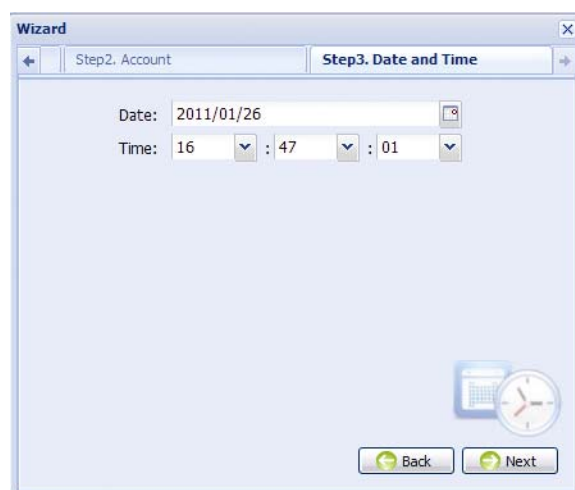 Wizard
Step2. Account Step3. Date and Time
Date: 2011/01/26
Time: 16 : 47 : 01
Back Next